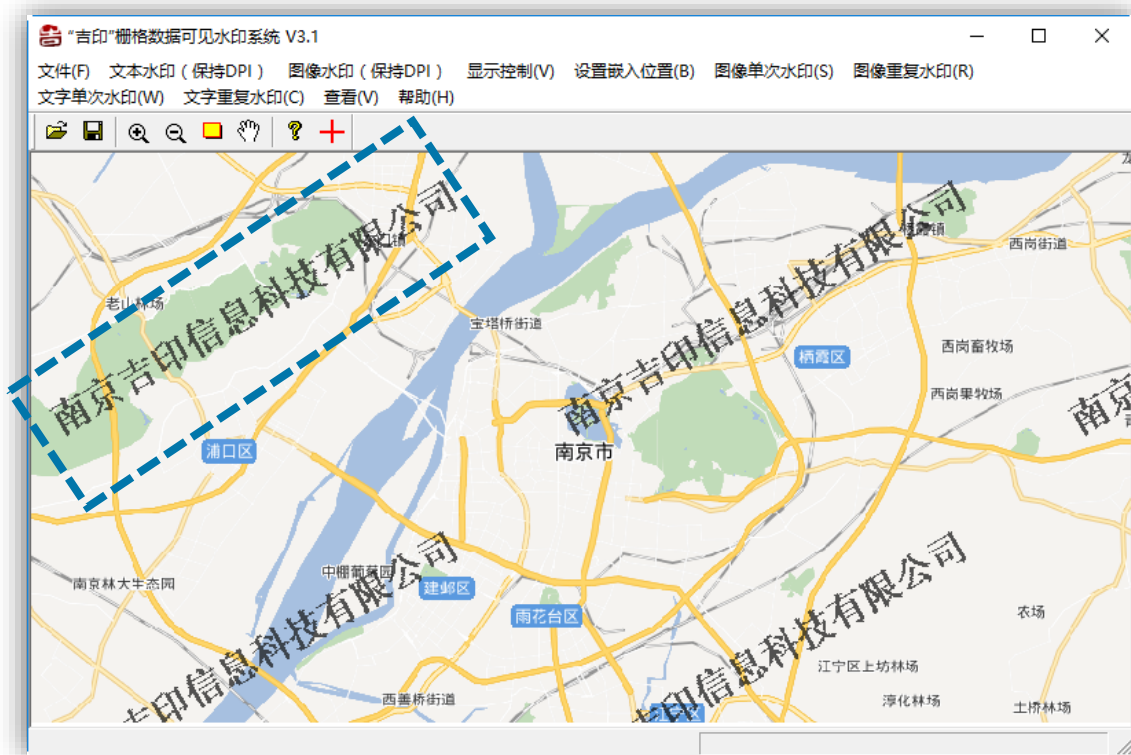 “吉印”栅格数据可见水印系统 V3.1
文件(F) 文本水印（保持DPI） 图像水印（保持DPI） 显示控制(V) 设置嵌入位置(B) 图像单次水印(S) 图像重复水印(R)
文字单次水印(W) 文字重复水印(C) 查看(V) 帮助(H)
南京吉印信息科技有限公司
南京吉印信息科技有限公司
西岗街道
老山林场
宝塔桥街道
西岗畜牧场
栖霞区
西岗果牧场
南京
浦口区
南京市
南京林大生态园
中棚葡萄园
建邺区
雨花台区
农场
吉印信息科技有限公司
吉印信息科技有限公司
江宁区上坊林场
西善桥街道
淳化林场
土桥林场